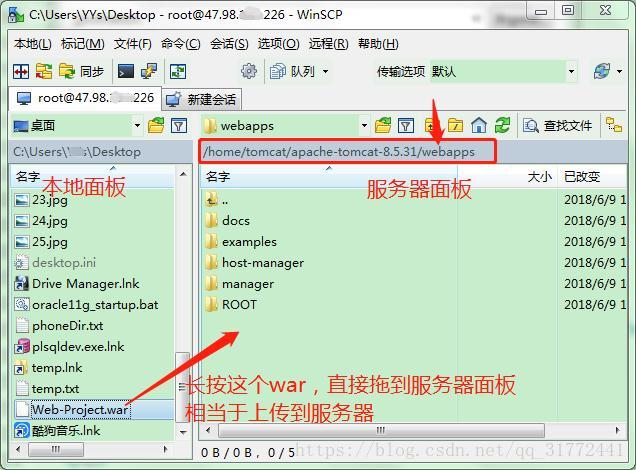 C:\Users\YYs\Desktop - root@47.98. 226 - WinSCP
本地(L) 标记(M) 文件(F) 命令(C) 会话(S) 选项(O) 远程(R) 帮助(H)
同步 队列 传输选项 默认
root@47.98. 226 新建会话
桌面 webapps 查找文件
C:\Users\ \Desktop /home/tomcat/apache-tomcat-8.5.31/webapps
名字 名字 大小 已改变
本地面板 服务器面板
23.jpg .. 2018/6/9 1
24.jpg docs 2018/6/9 1
25.jpg examples 2018/6/9 1
desktop.ini host-manager 2018/6/9 1
Drive Manager.lnk manager 2018/6/9 1
oracle11g_startup.bat ROOT 2018/6/9 1
phoneDir.txt
plsqldev.exe.lnk
temp.lnk
temp.txt
Web-Project.war
酷狗音乐.lnk
长按这个war，直接拖到服务器面板
相当于上传到服务器
https://blog.csdn.net/qq_31772441
0 B / 0 B，0 / 5